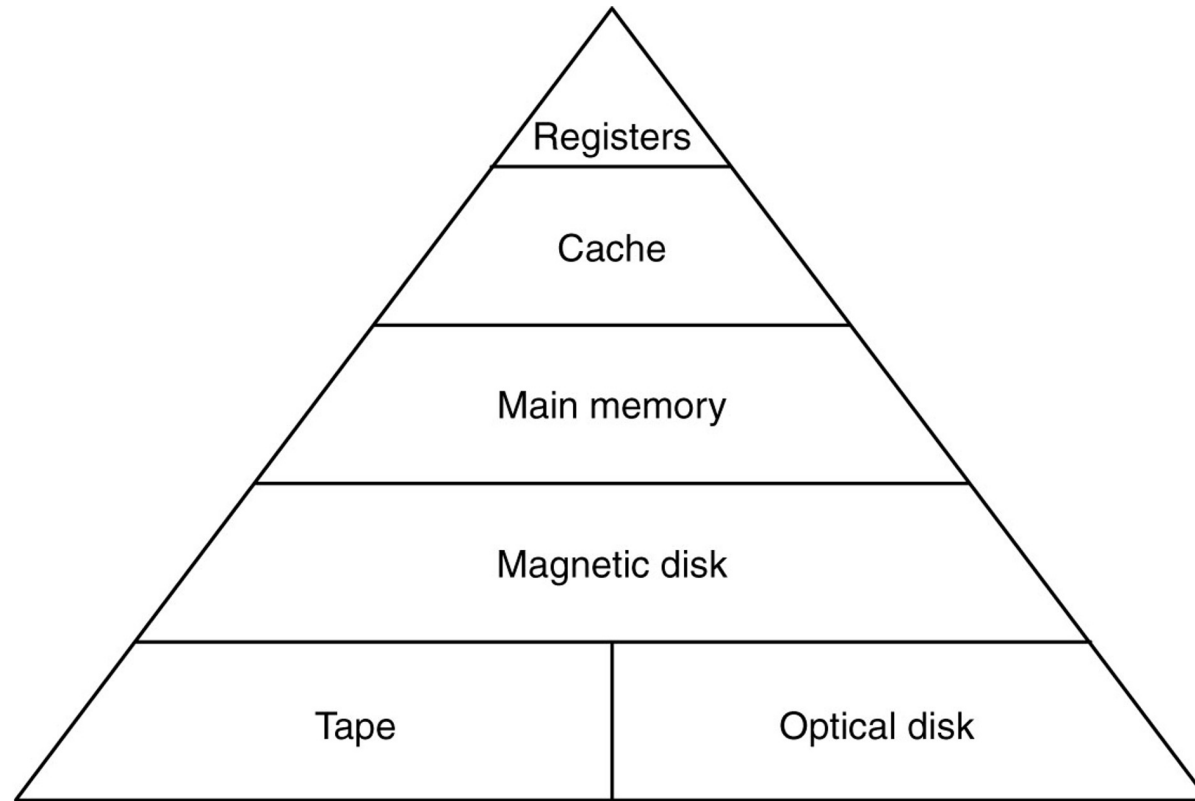 Registers
Cache
Main memory
Magnetic disk
Tape
Optical disk